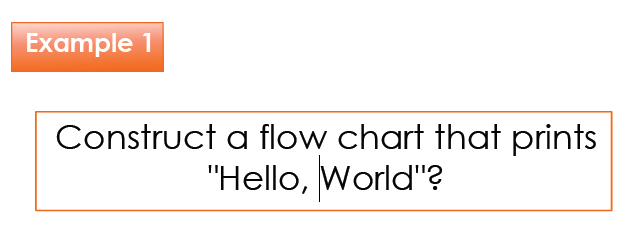 Example 1
Construct a flow chart that prints
"Hello, World"?